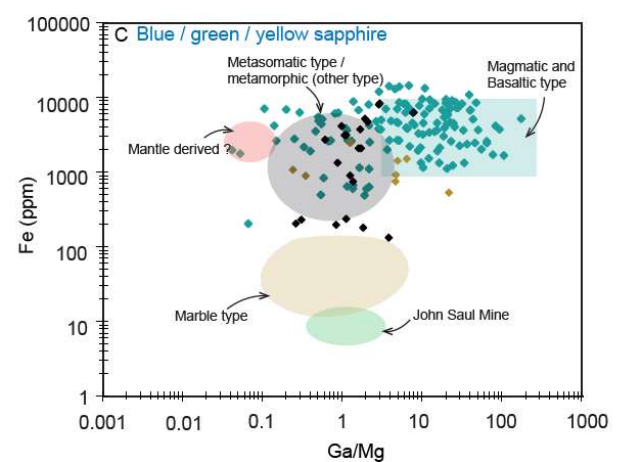 100000
C Blue / green / yellow sapphire
Metasomatic type /
metamorphic (other type)
Magmatic and
Basaltic type
10000
Mantle derived ?
1000
Fe (ppm)
100
Marble type
John Saul Mine
10
1
0.001 0.01 0.1 1 10 100 1000
Ga/Mg